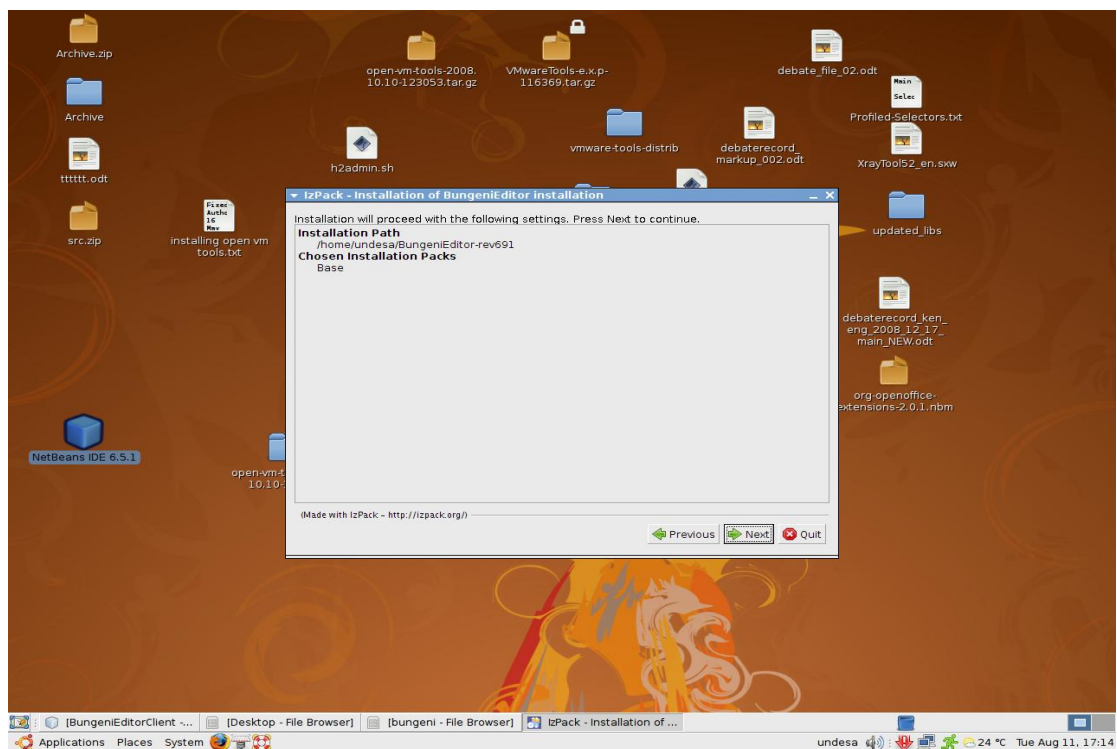 Archive.zip
open-vm-tools-2008.
10.10-123053.tar.gz
VMwareTools-e.x.p-
116369.tar.gz
debate_file_02.odt
Main
Selec
Profiled-Selectors.txt
Archive
h2admin.sh
vmware-tools-distrib
debaterecord_
markup_002.odt
XrayTool52_en.sxw
tttttt.odt
src.zip
Fixed
Authe
16
May
installing open vm
tools.txt
updated_libs
IzPack - Installation of BungeniEditor installation
Installation will proceed with the following settings. Press Next to continue.
Installation Path
/home/undesa/BungeniEditor-rev691
Chosen Installation Packs
Base
debaterecord_ken_
eng_2008_12_17_
main_NEW.odt
org-openoffice-
extensions-2.0.1.nbm
NetBeans IDE 6.5.1
open-vm-t
10.10-
(Made with IzPack - http://izpack.org/)
Previous
Next
Quit
[BungeniEditorClient -...
[Desktop - File Browser]
[bungeni - File Browser]
IzPack - Installation of ...
Applications Places System
undesa
24 °C Tue Aug 11, 17:14